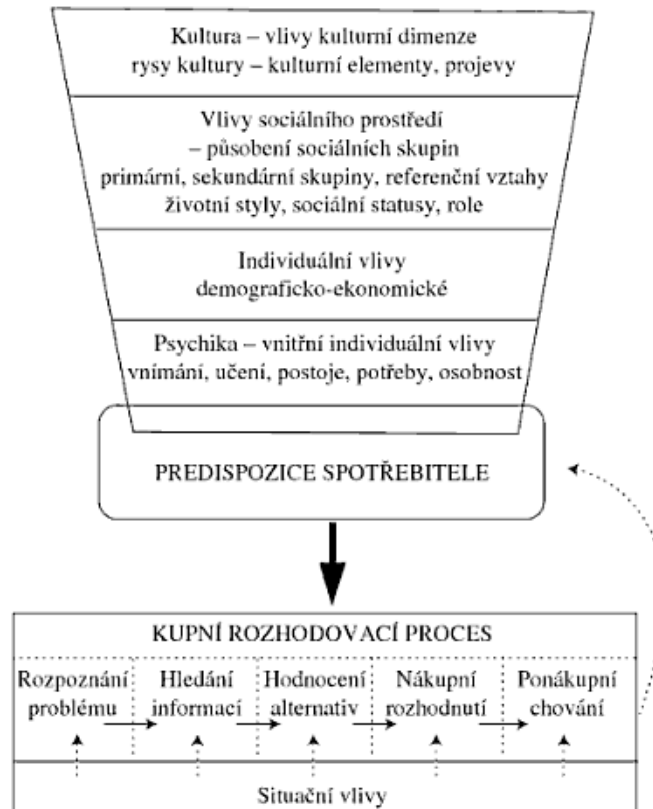 Kultura – vlivy kulturní dimenze
rysy kultury – kulturní elementy, projevy
Vlivy sociálního prostředí
– působení sociálních skupin
primární, sekundární skupiny, referenční vztahy
životní styly, sociální statusy, role
Individuální vlivy
demograficko-ekonomické
Psychika – vnitřní individuální vlivy
vnímání, učení, postoje, potřeby, osobnost
PREDISPOZICE SPOTŘEBITELE
KUPNÍ ROZHODOVACÍ PROCES
Rozpoznání
problému
Hledání
informací
Hodnocení
alternativ
Nákupní
rozhodnutí
Ponákupní
chování
Situační vlivy